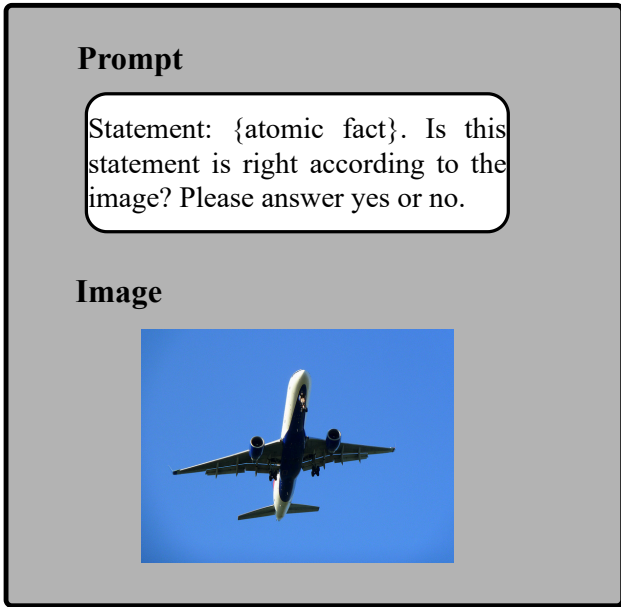 Prompt
Statement: {atomic fact}. Is this
statement is right according to the
image? Please answer yes or no.
Image